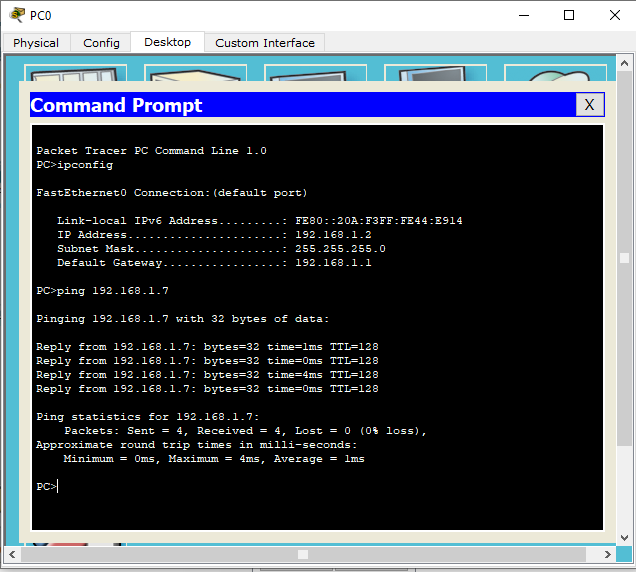 PC0
Physical Config Desktop Custom Interface
Command Prompt X
Packet Tracer PC Command Line 1.0
PC>ipconfig
FastEthernet0 Connection:(default port)
Link-local IPv6 Address.........: FE80::20A:F3FF:FE44:E914
IP Address......................: 192.168.1.2
Subnet Mask.....................: 255.255.255.0
Default Gateway.................: 192.168.1.1
PC>ping 192.168.1.7
Pinging 192.168.1.7 with 32 bytes of data:
Reply from 192.168.1.7: bytes=32 time=1ms TTL=128
Reply from 192.168.1.7: bytes=32 time=0ms TTL=128
Reply from 192.168.1.7: bytes=32 time=4ms TTL=128
Reply from 192.168.1.7: bytes=32 time=0ms TTL=128
Ping statistics for 192.168.1.7:
Packets: Sent = 4, Received = 4, Lost = 0 (0% loss),
Approximate round trip times in milli-seconds:
Minimum = 0ms, Maximum = 4ms, Average = 1ms
PC>